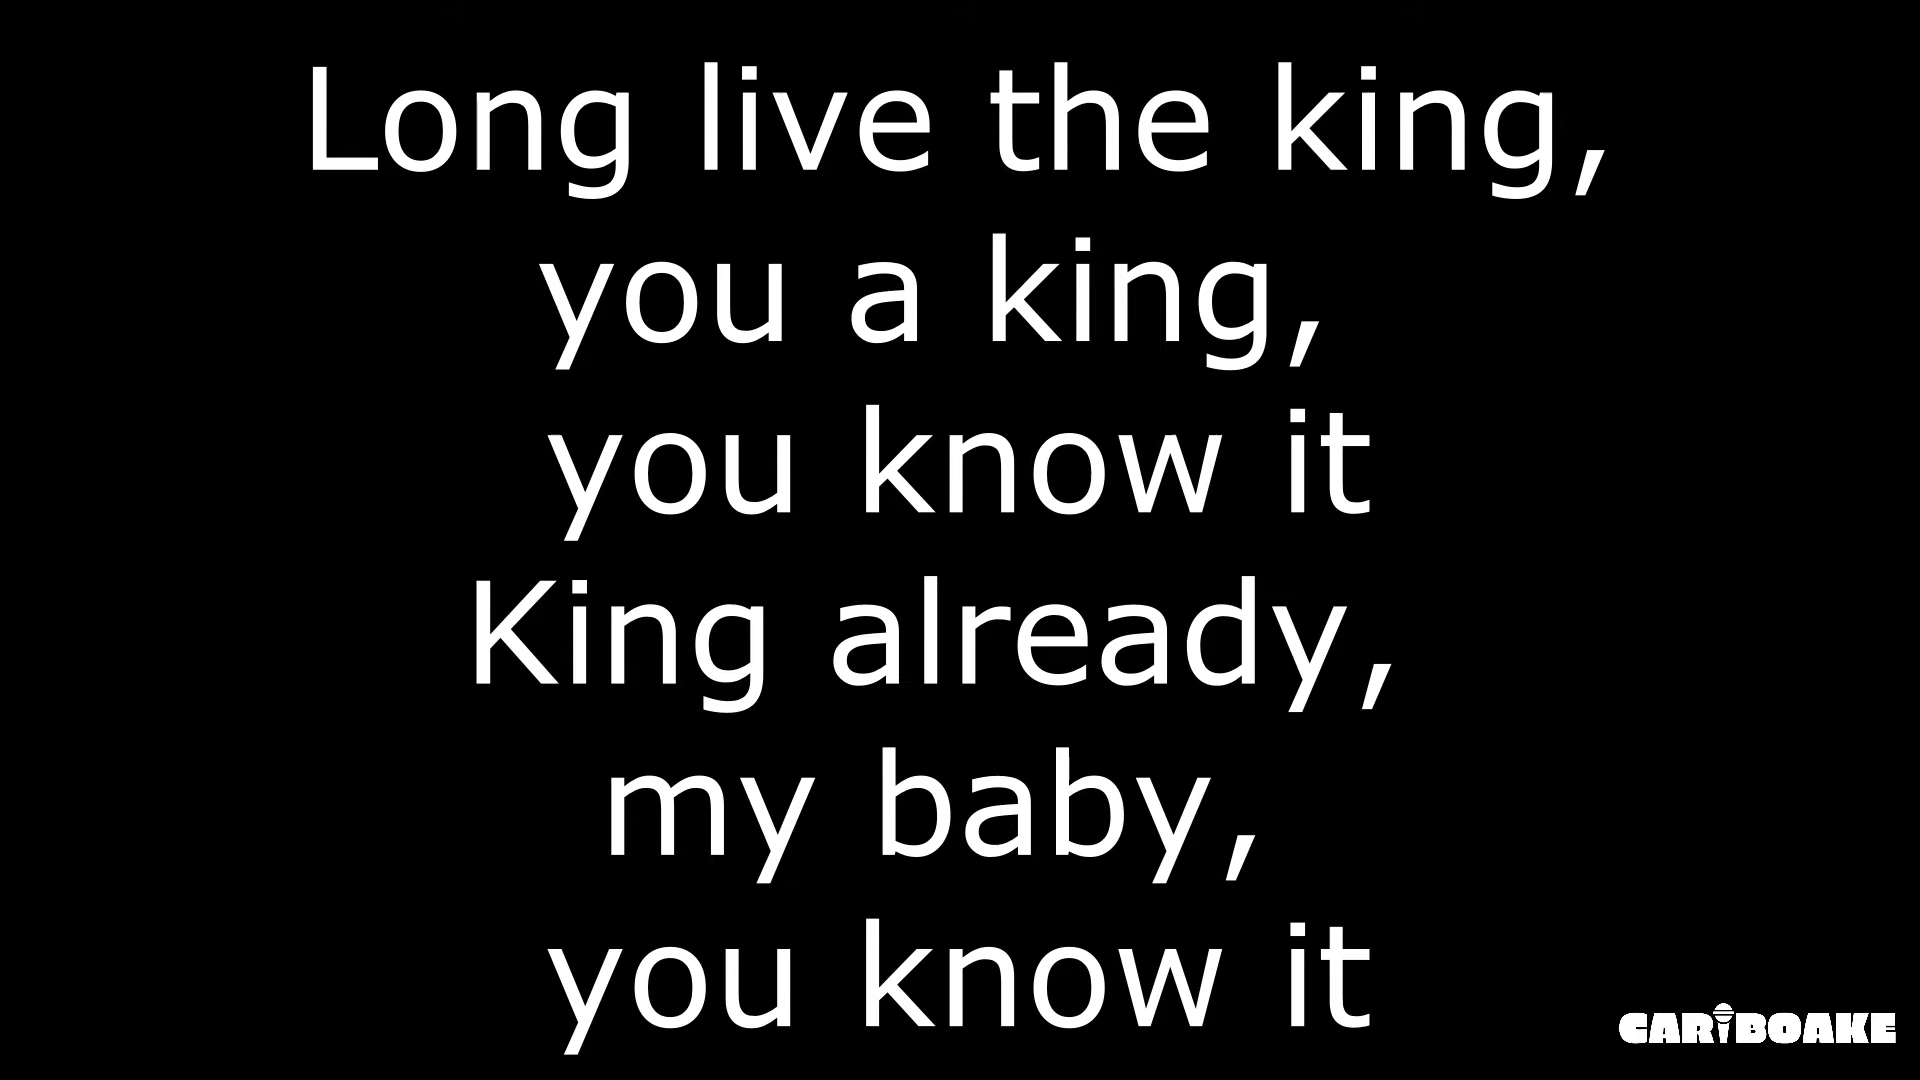 Long live the king,
you a king,
you know it
King already,
my baby,
you know it
CARIBOAKE